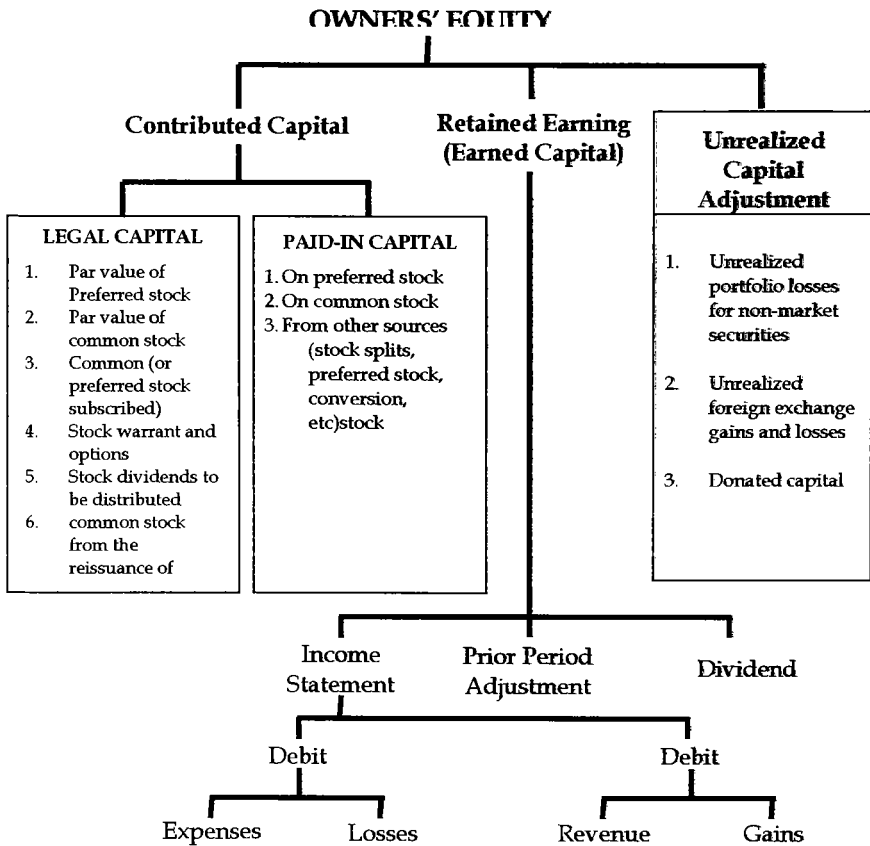 OWNERS' EQUITY
Contributed Capital
Retained Earning
(Earned Capital)
Unrealized
Capital
Adjustment
LEGAL CAPITAL
1. Par value of
Preferred stock
2. Par value of
common stock
3. Common (or
preferred stock
subscribed)
4. Stock warrant and
options
5. Stock dividends to
be distributed
6. common stock
from the
reissuance of
PAID-IN CAPITAL
1. On preferred stock
2. On common stock
3. From other sources
(stock splits,
preferred stock,
conversion,
etc)stock
1. Unrealized
portfolio losses
for non-market
securities
2. Unrealized
foreign exchange
gains and losses
3. Donated capital
Income
Statement
Prior Period
Adjustment
Dividend
Debit
Debit
Expenses
Losses
Revenue
Gains